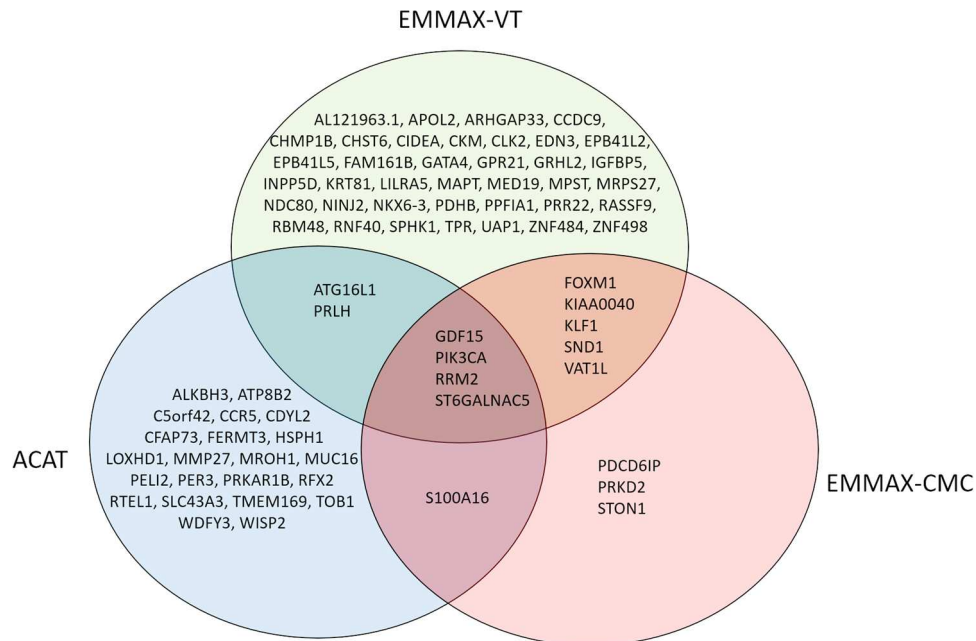 EMMAX-VT
AL121963.1, APOL2, ARHGAP33, CCDC9,
CHMP1B, CHST6, CIDEA, CKM, CLK2, EDN3, EPB41L2,
EPB41L5, FAM161B, GATA4, GPR21, GRHL2, IGFBP5,
INPP5D, KRT81, LILRA5, MAPT, MED19, MPST, MRPS27,
NDC80, NINJ2, NKX6-3, PDHB, PPFIA1, PRR22, RASSF9,
RBM48, RNF40, SPHK1, TPR, UAP1, ZNF484, ZNF498
ATG16L1
PRLH
FOXM1
KIAA0040
KLF1
SND1
VAT1L
GDF15
PIK3CA
RRM2
ST6GALNAC5
ACAT
ALKBH3, ATP8B2
C5orf42, CCR5, CDYL2
CFAP73, FERMT3, HSPH1
LOXHD1, MMP27, MROH1, MUC16
PELI2, PER3, PRKAR1B, RFX2
RTEL1, SLC43A3, TMEM169, TOB1
WDFY3, WISP2
S100A16
PDCD6IP
PRKD2
STON1
EMMAX-CMC